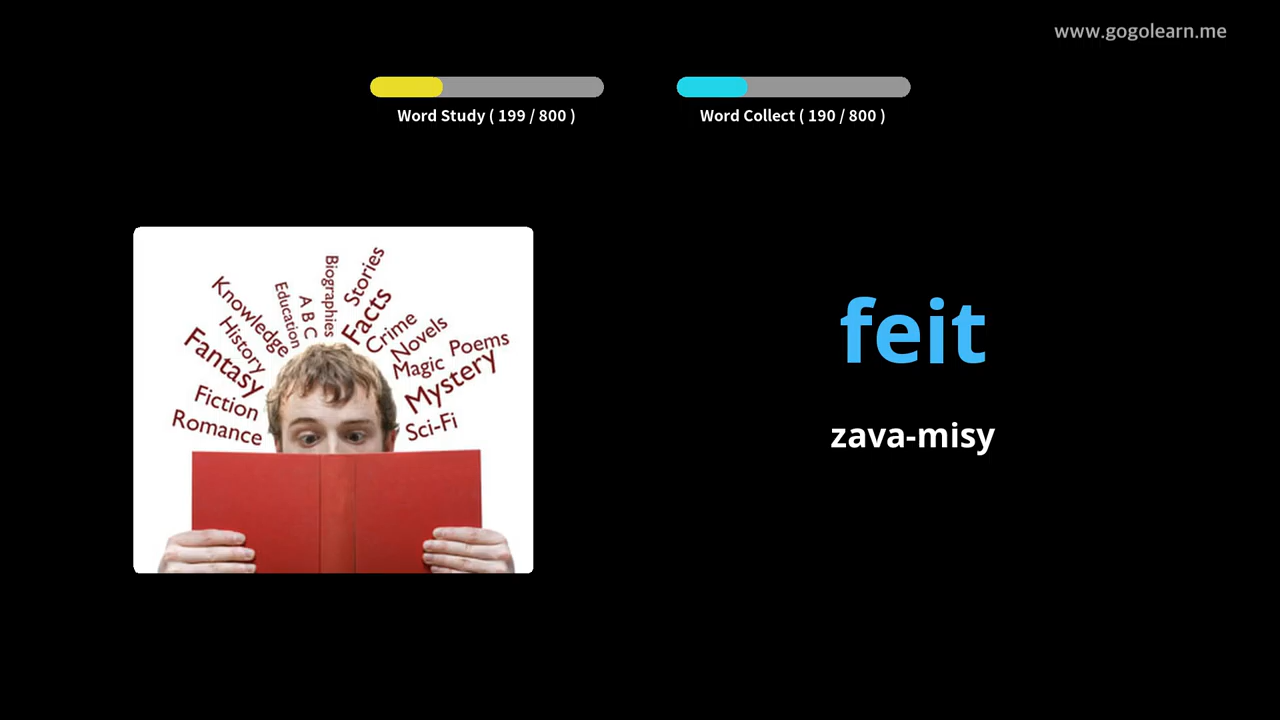 www.gogolearn.me
Word Study ( 199 / 800 )
Word Collect ( 190 / 800 )
Biographies
Stories
Knowledge
Education
A B C
Facts
Crime
History
Novels
Poems
Fantasy
Magic
Mystery
Fiction
Romance
Sci-Fi
feit
zava-misy